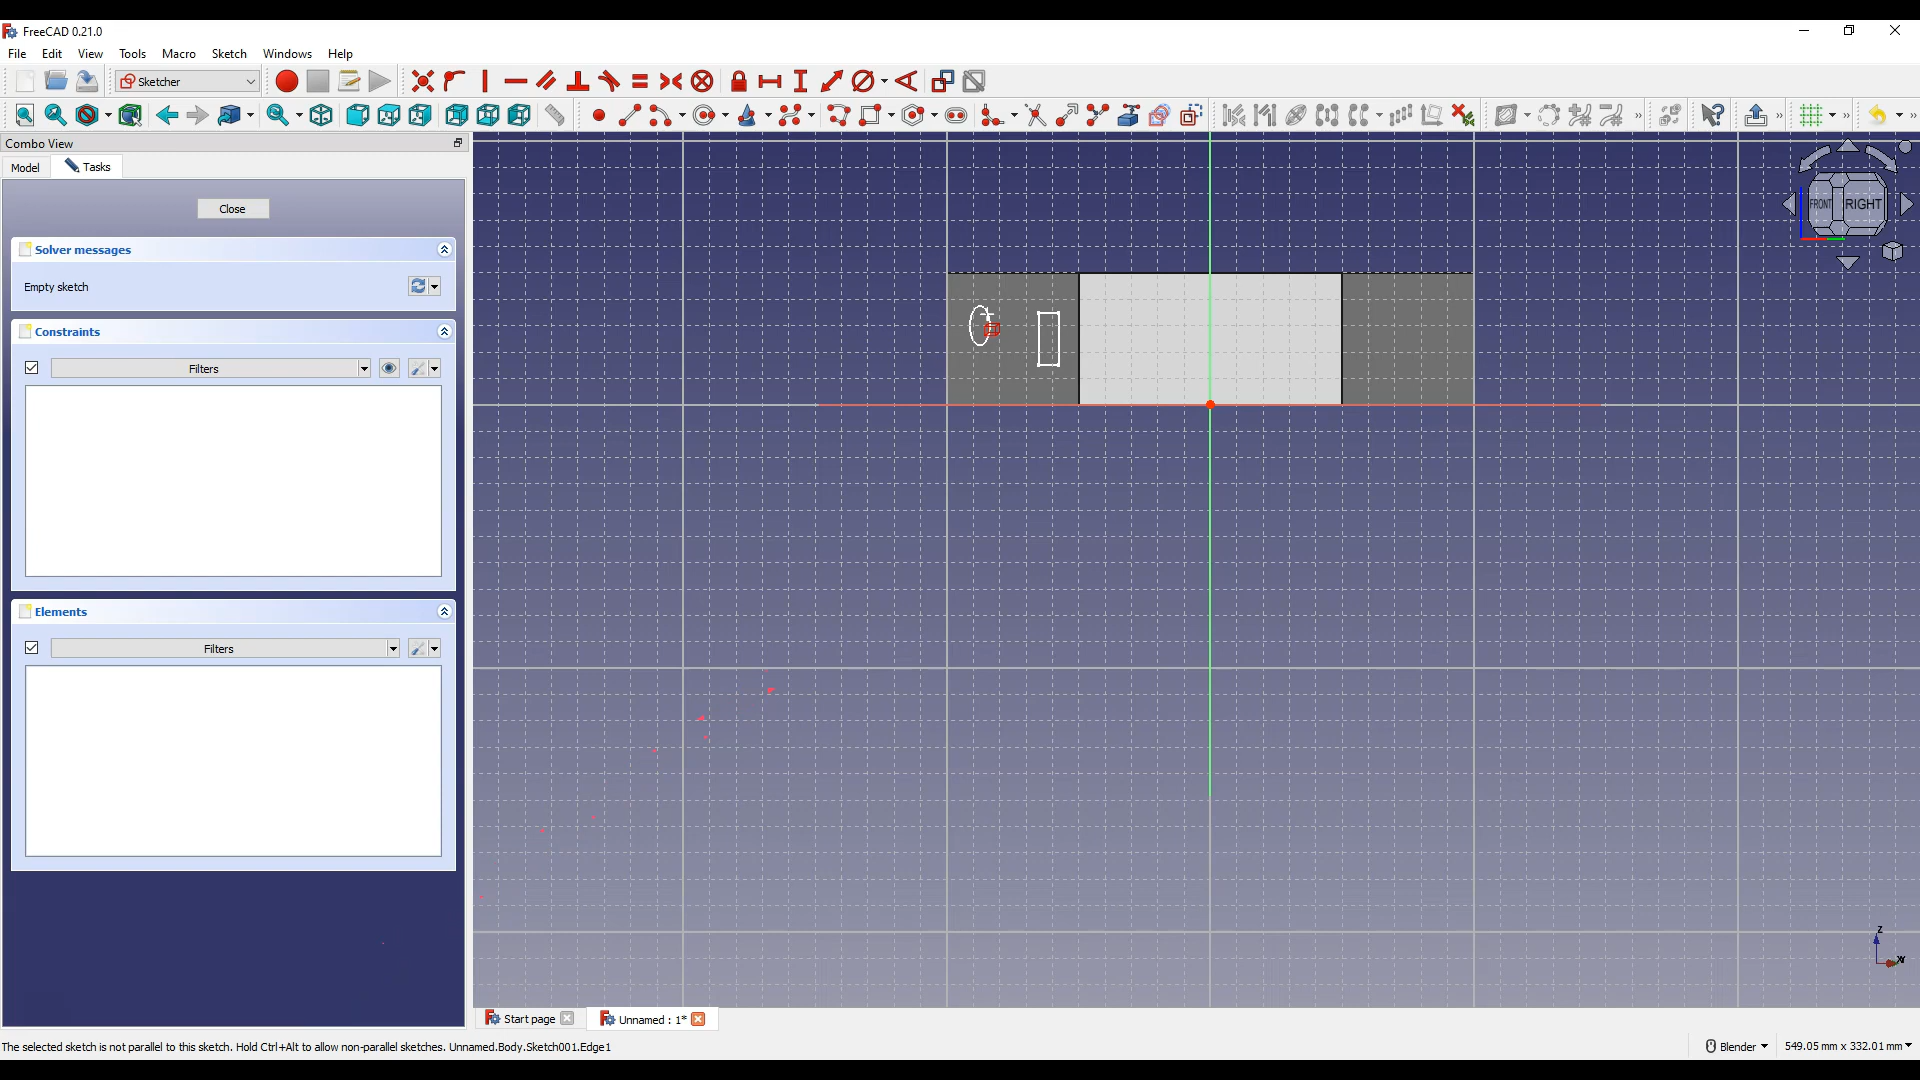 FreeCAD 0.21.0
File Edit View Tools Macro Sketch Windows Help
Sketcher
Combo View
Model Tasks
Close
Solver messages
Empty sketch
Constraints
Filters
Elements
Filters
FRONT RIGHT
Z
Start page Unnamed : 1*
The selected sketch is not parallel to this sketch. Hold Ctrl+Alt to allow non-parallel sketches. Unnamed.Body.Sketch001.Edge1
Blender 549.05 mm x 332.01 mm